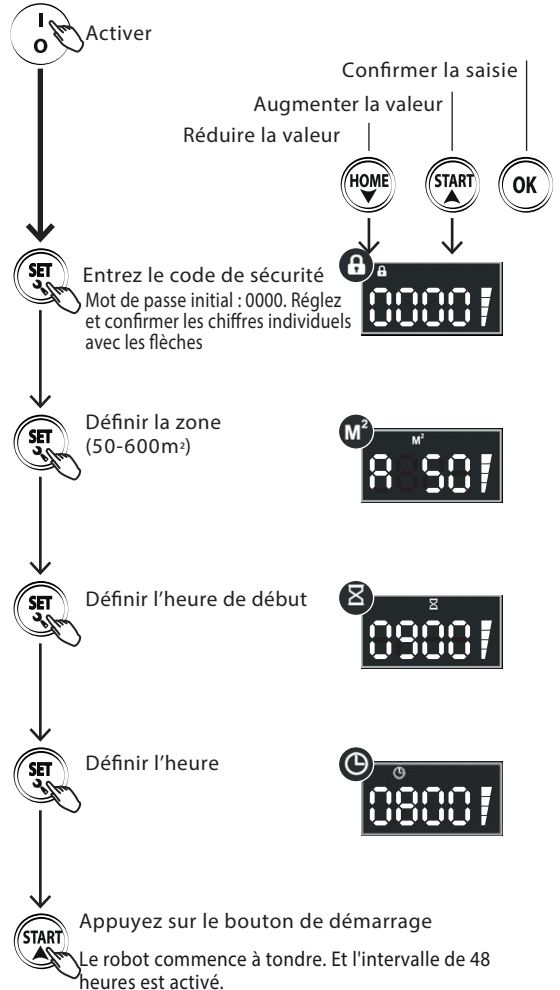 I
O
Activer
Confirmer la saisie
Augmenter la valeur
Réduire la valeur
HOME
START
OK
SET
Entrez le code de sécurité
Mot de passe initial : 0000. Réglez
et confirmer les chiffres individuels
avec les flèches
0000
SET
Définir la zone
(50-600m²)
M²
M²
A 50
SET
Définir l’heure de début
0900
SET
Définir l’heure
0800
START
Appuyez sur le bouton de démarrage
Le robot commence à tondre. Et l'intervalle de 48
heures est activé.